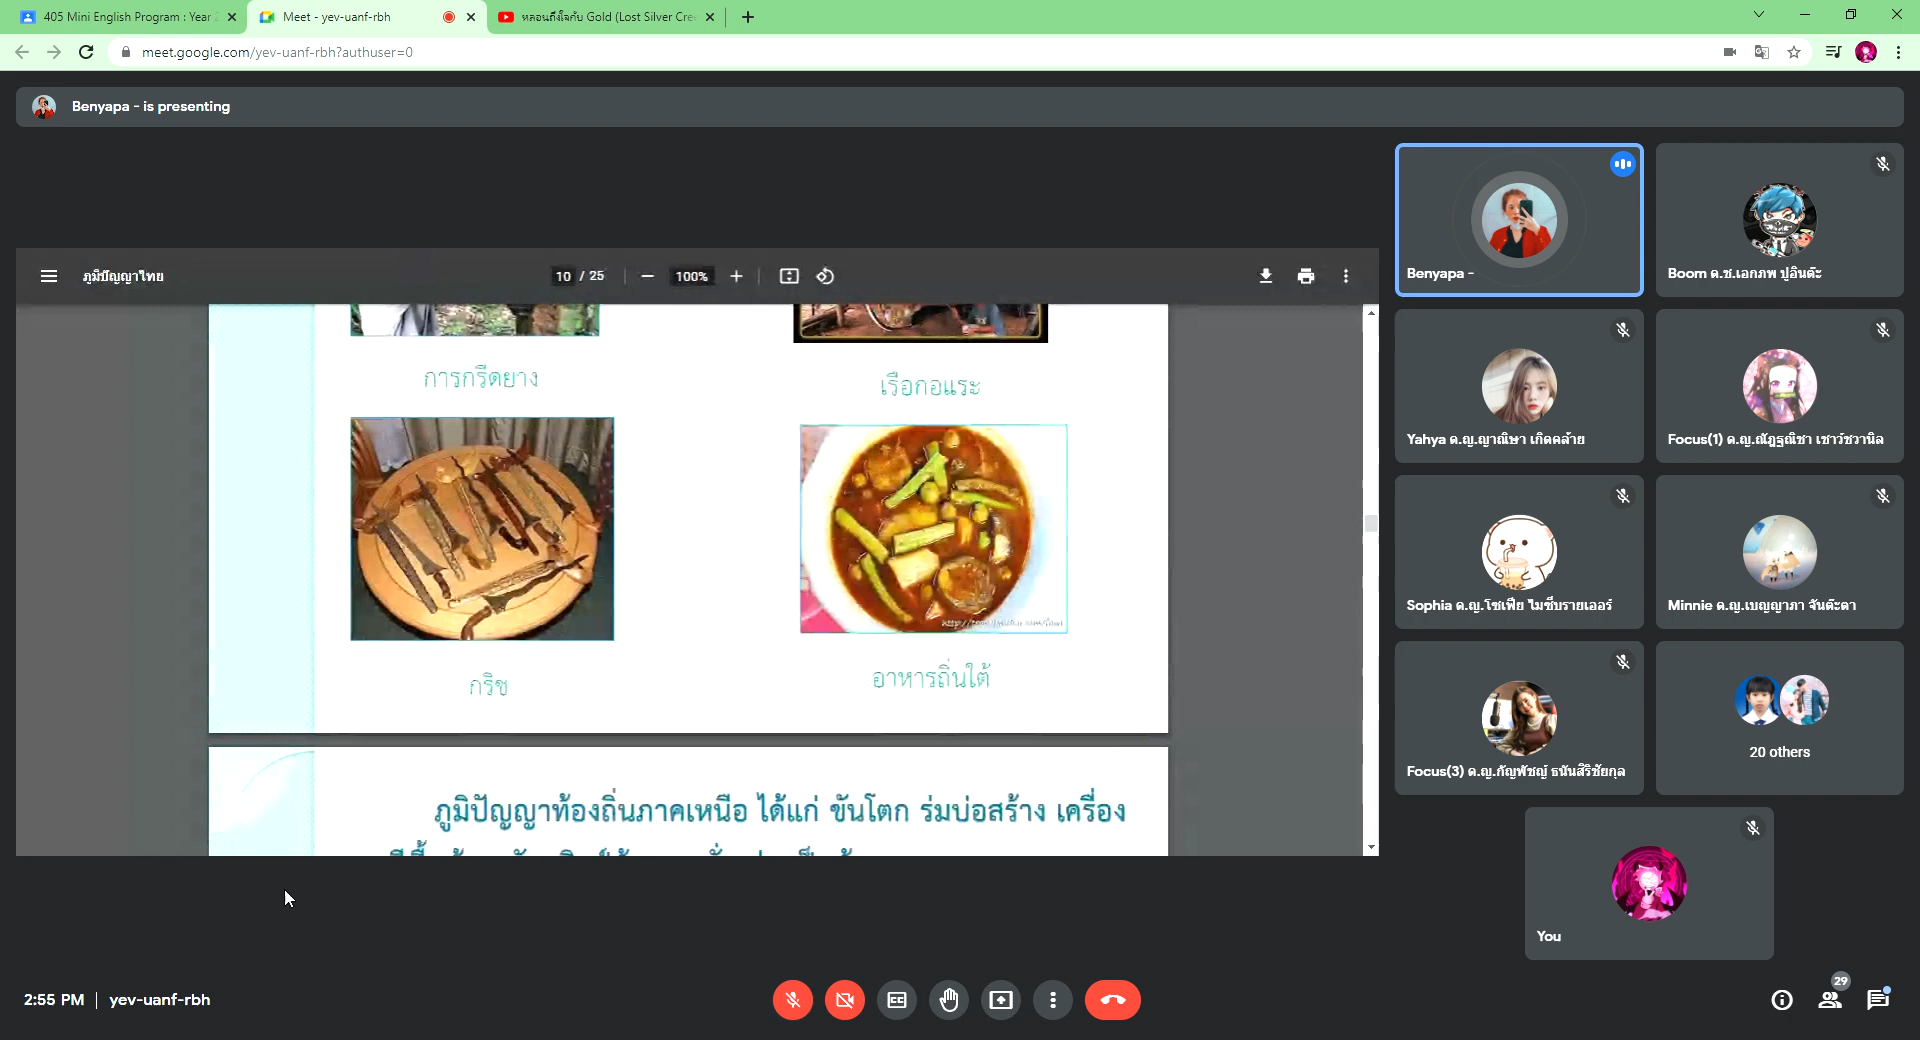 405 Mini English Program : Year
Meet - yev-uanf-rbh
หลอนถึงใจกับ Gold (Lost Silver Cre
meet.google.com/yev-uanf-rbh?authuser=0
Benyapa - is presenting
ภูมิปัญญาไทย
10 / 25
100%
การกรีดยาง
เรือกอและ
กริช
อาหารถิ่นใต้
ภูมิปัญญาท้องถิ่นภาคเหนือ ได้แก่ ขันโตก ร่มบ่อสร้าง เครื่อง
Benyapa -
Boom ด.ช.เอกภพ ปูอินต๊ะ
Yahya ด.ญ.ญาณิษา เกิดคล้าย
Focus(1) ด.ญ.ณัฏฐณิชา เชาว์ชวานิล
Sophia ด.ญ.โซเฟีย ไมซ์บรายเออร์
Minnie ด.ญ.เบญญาภา จันต๊ะตา
Focus(3) ด.ญ.กัญพัชญ์ ธนันสิริชัยกุล
20 others
You
2:55 PM
yev-uanf-rbh
29